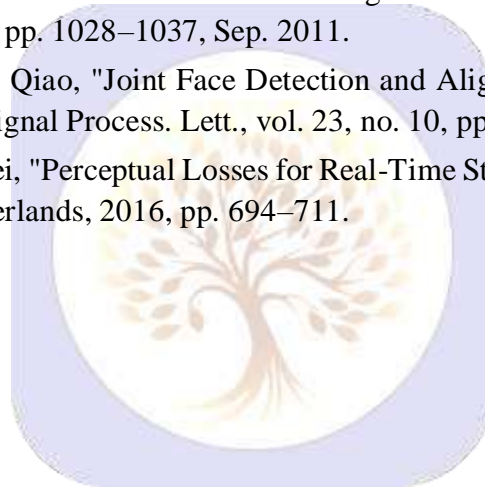 pp. 1028–1037, Sep. 2011.
Qiao, "Joint Face Detection and Alig
ignal Process. Lett., vol. 23, no. 10, pp
ei, "Perceptual Losses for Real-Time St
erlands, 2016, pp. 694–711.